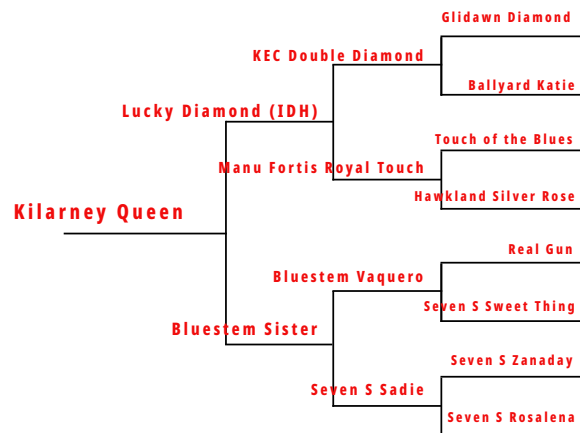 Glidawn Diamond
KEC Double Diamond
Ballyard Katie
Lucky Diamond (IDH)
Touch of the Blues
Manu Fortis Royal Touch
Hawkland Silver Rose
Kilarney Queen
Real Gun
Bluestem Vaquero
Seven S Sweet Thing
Bluestem Sister
Seven S Zanaday
Seven S Sadie
Seven S Rosalena